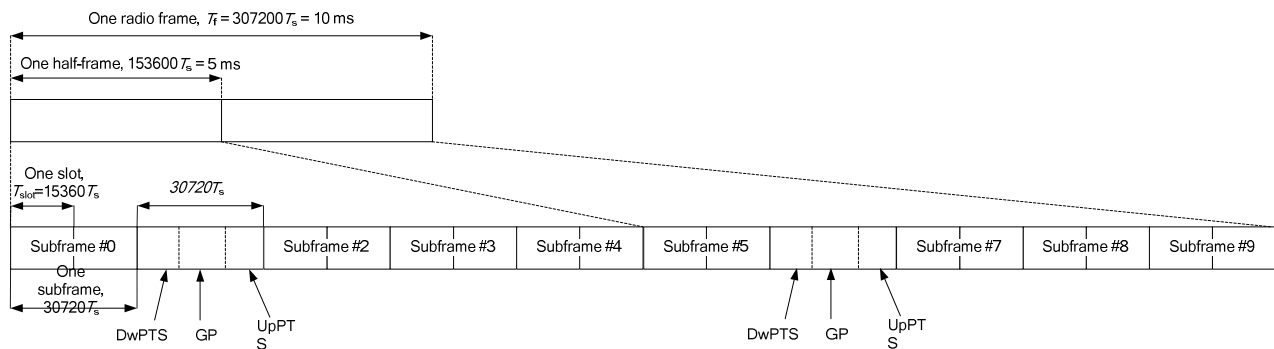 One radio frame, Tf = 307200Ts = 10 ms
One half-frame, 153600Ts = 5 ms
One slot,
Tslot=15360Ts
30720Ts
Subframe #0
Subframe #2
Subframe #3
Subframe #4
Subframe #5
Subframe #7
Subframe #8
Subframe #9
One
subframe,
30720Ts
DwPTS
GP
UpPT
S
DwPTS
GP
UpPT
S